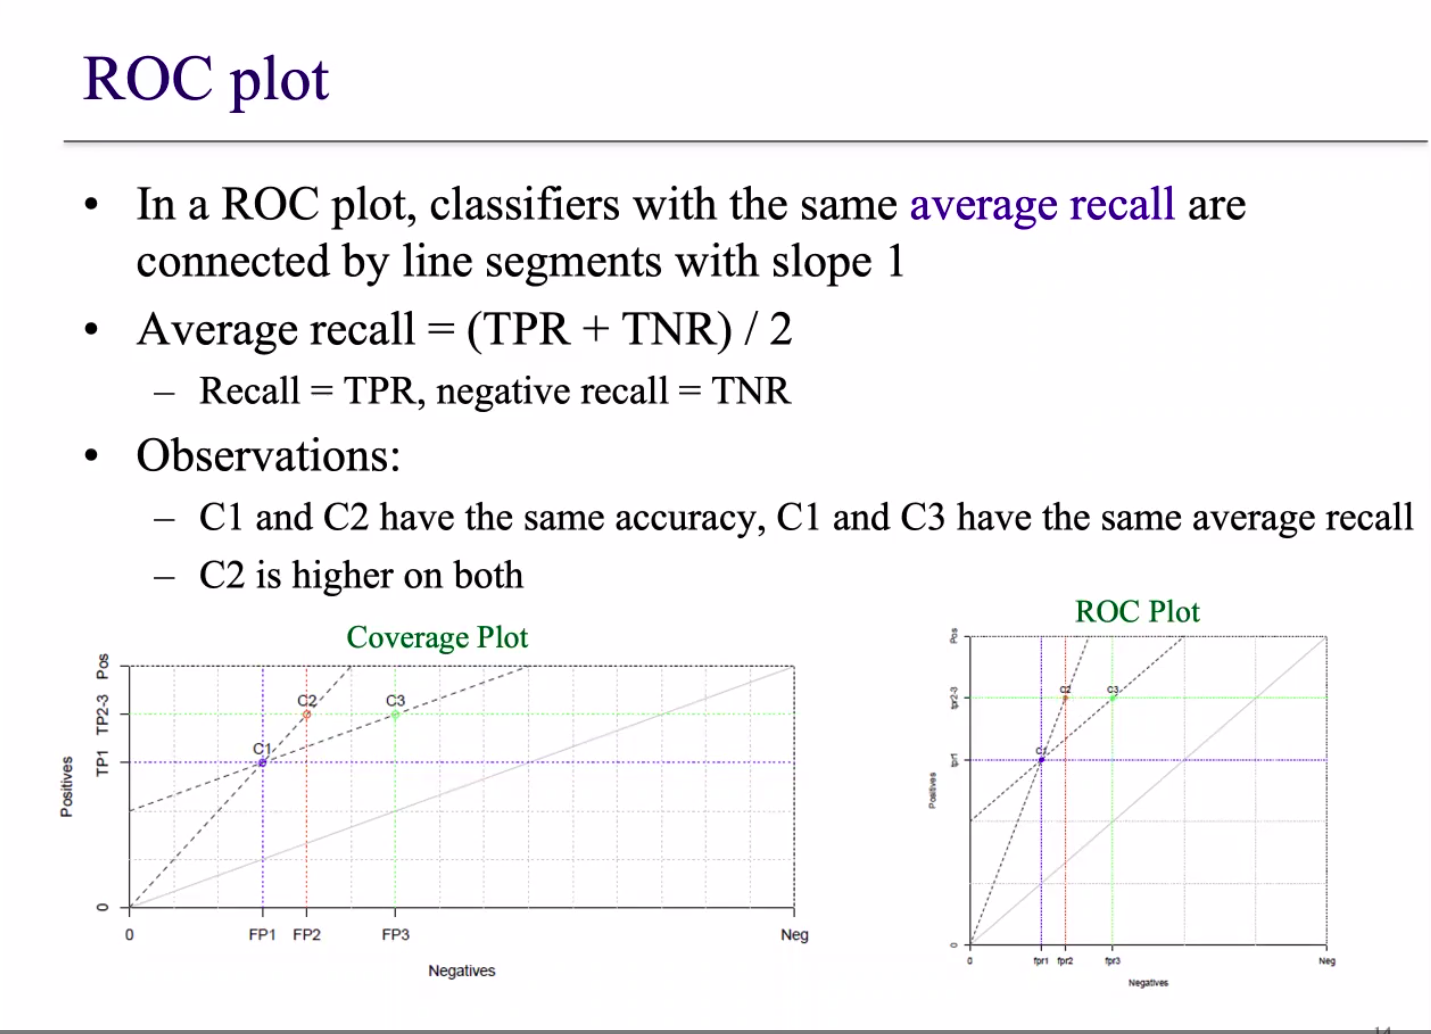 ROC plot
• In a ROC plot, classifiers with the same average recall are
connected by line segments with slope 1
• Average recall = (TPR + TNR) / 2
– Recall = TPR, negative recall = TNR
• Observations:
– C1 and C2 have the same accuracy, C1 and C3 have the same average recall
– C2 is higher on both
Coverage Plot
Positives
0 TP1 TP2-3 Pos
C1
C2
C3
0 FP1 FP2 FP3 Neg
Negatives
ROC Plot
Positives
0 tpr1 tpr2-3 Pos
C1
C2
C3
0 fpr1 fpr2 fpr3 Neg
Negatives